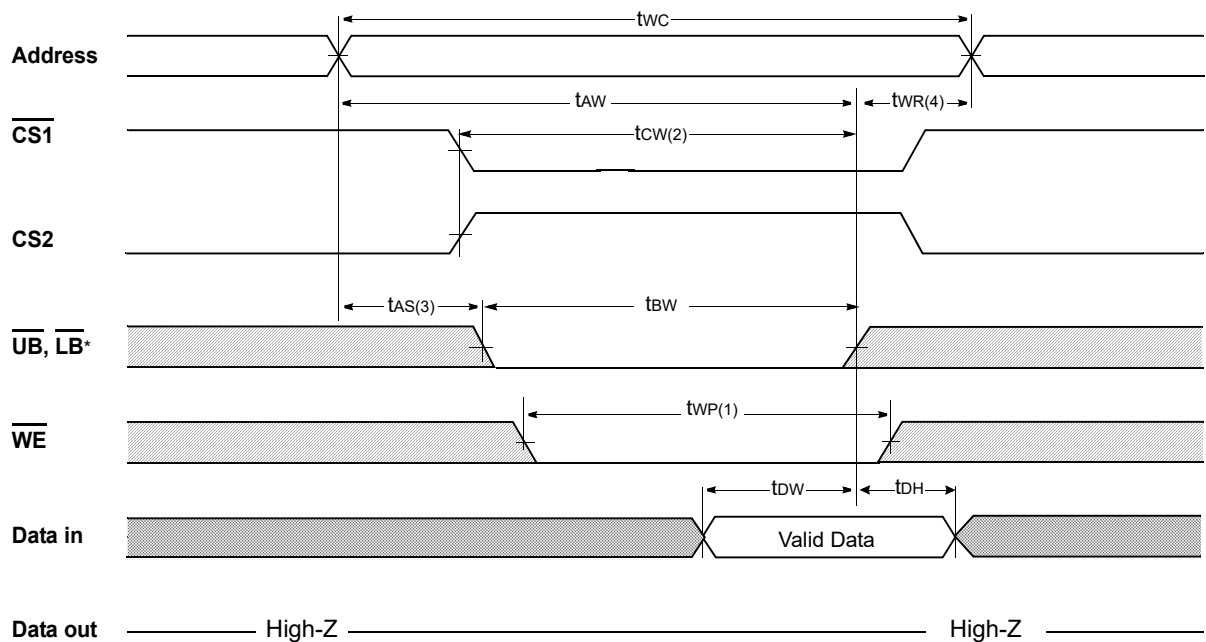 tWC
Address
tAW
tWR(4)
CS1
tCW(2)
CS2
tAS(3)
tBW
UB, LB*
tWP(1)
WE
tDW
tDH
Data in
Valid Data
Data out
High-Z
High-Z